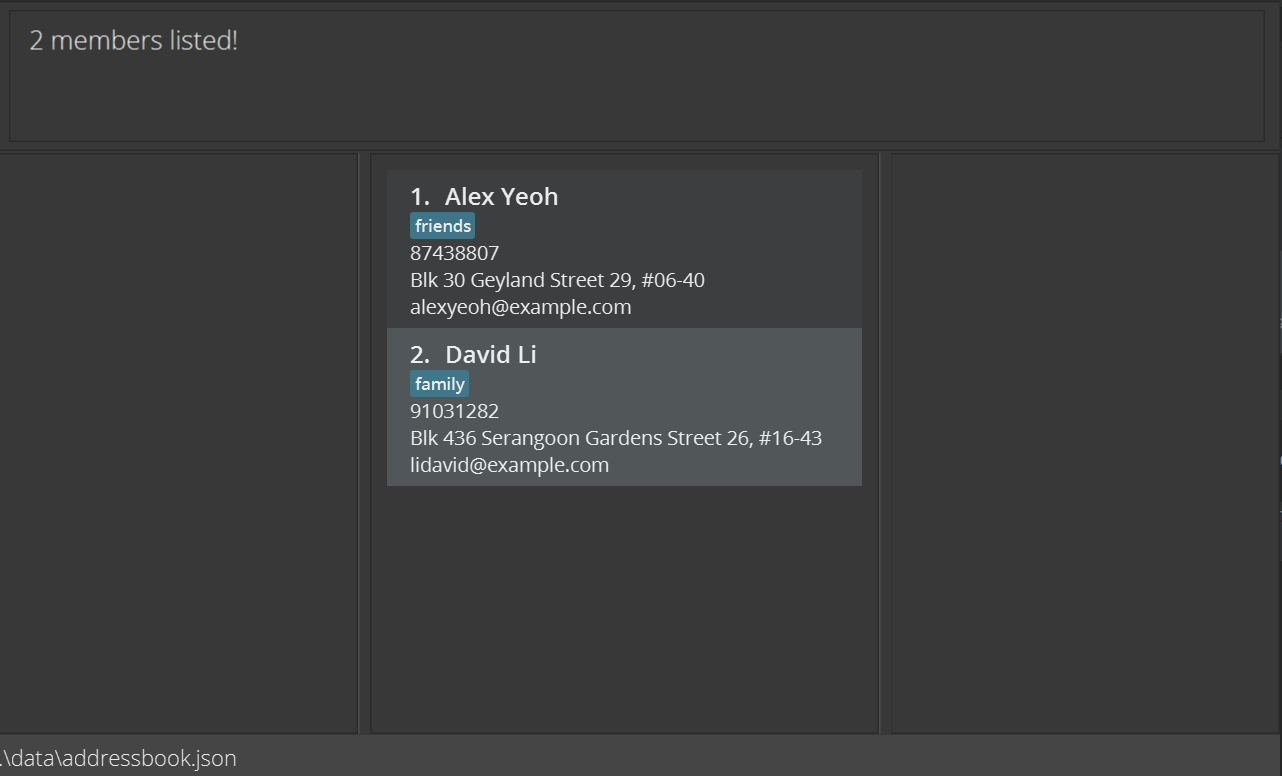 2 members listed!
1. Alex Yeoh
friends
87438807
Blk 30 Geyland Street 29, #06-40
alexyeoh@example.com
2. David Li
family
91031282
Blk 436 Serangoon Gardens Street 26, #16-43
lidavid@example.com
.\data\addressbook.json